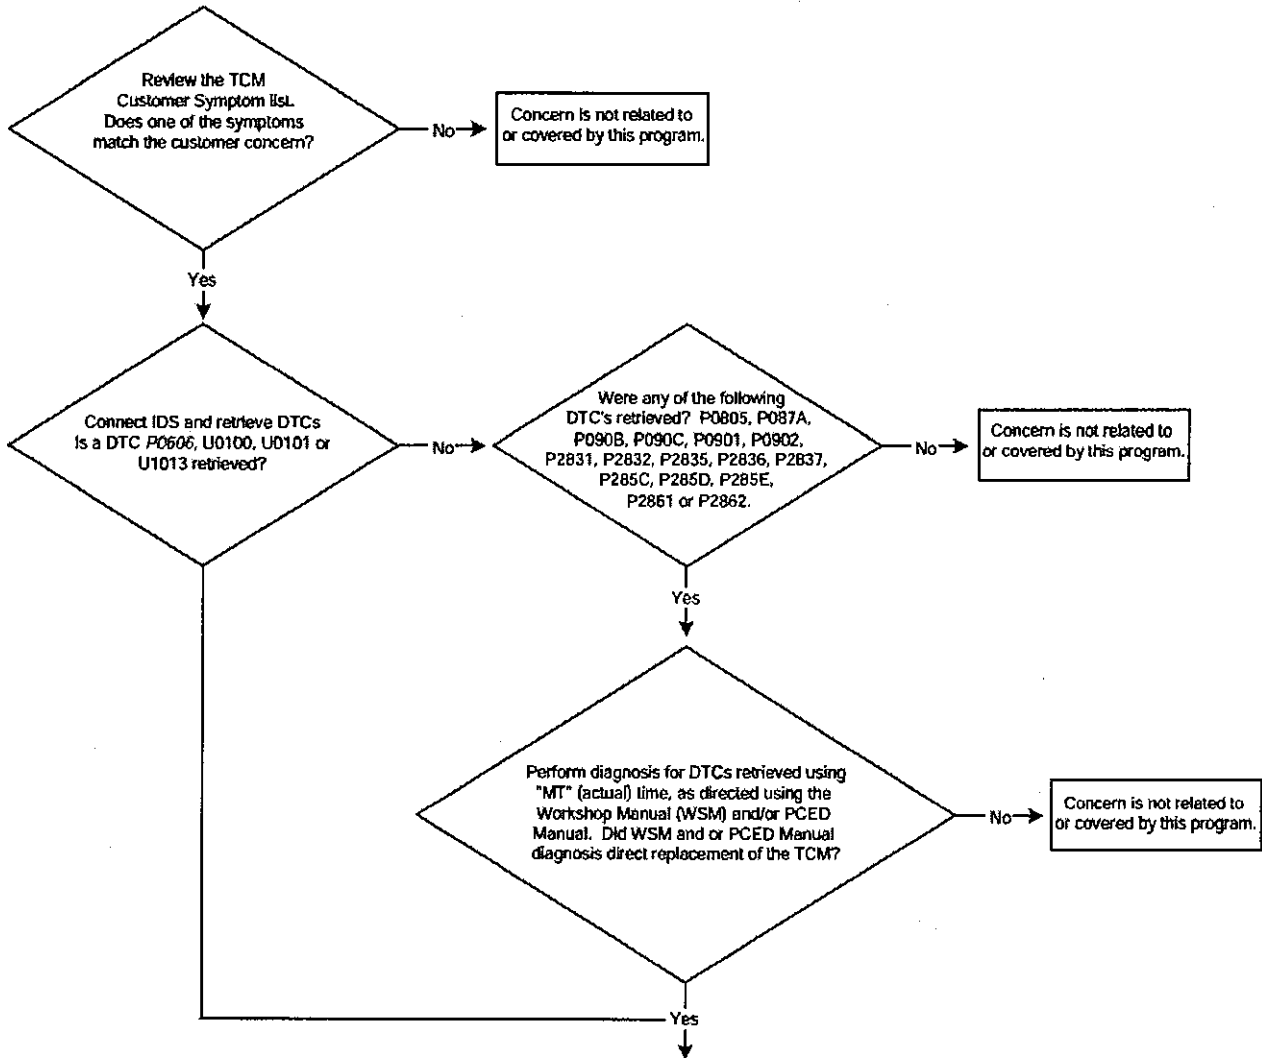 Review the TCM
Customer Symptom list.
Does one of the symptoms
match the customer concern?
No
Concern is not related to
or covered by this program.
Yes
Connect IDS and retrieve DTCs
Is a DTC P0606, U0100, U0101 or
U1013 retrieved?
No
Were any of the following
DTC's retrieved? P0805, P087A,
P090B, P090C, P0901, P0902,
P2831, P2832, P2835, P2836, P2837,
P285C, P285D, P285E,
P2861 or P2862.
No
Concern is not related to
or covered by this program.
Yes
Perform diagnosis for DTCs retrieved using
"MT" (actual) time, as directed using the
Workshop Manual (WSM) and/or PCED
Manual. Did WSM and or PCED Manual
diagnosis direct replacement of the TCM?
No
Concern is not related to
or covered by this program.
Yes